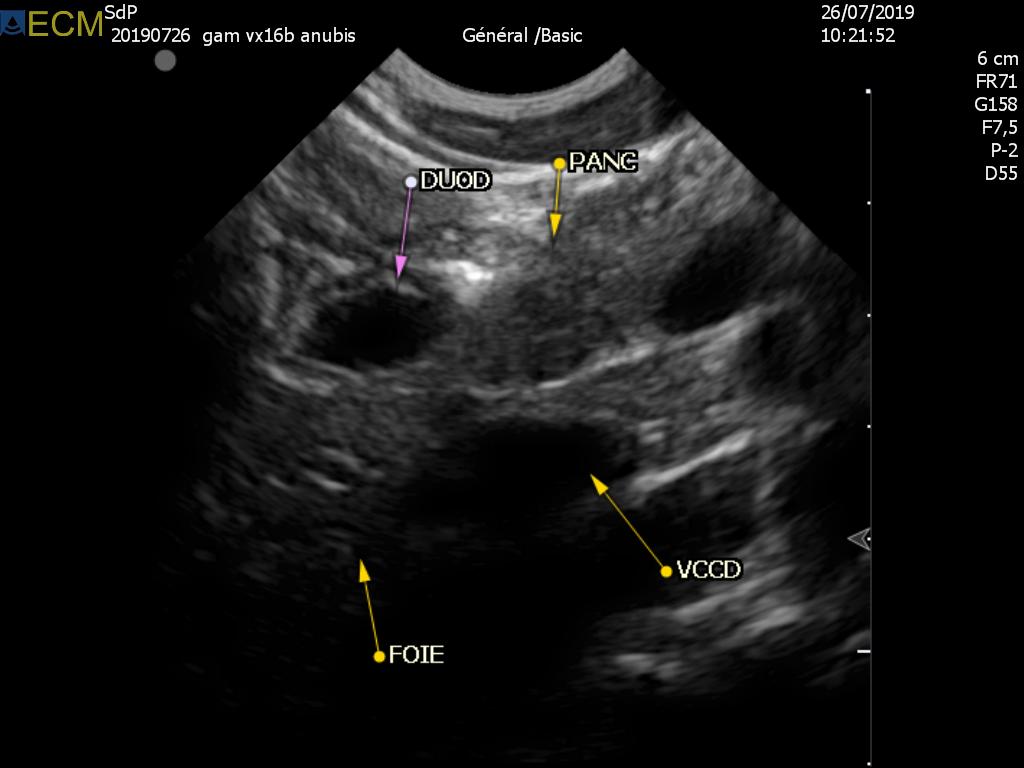 ECM
SdP
20190726 gam vx16b anubis
Général /Basic
26/07/2019
10:21:52
6 cm
FR71
G158
F7,5
P-2
D55
PANC
DUOD
VCCD
FOIE